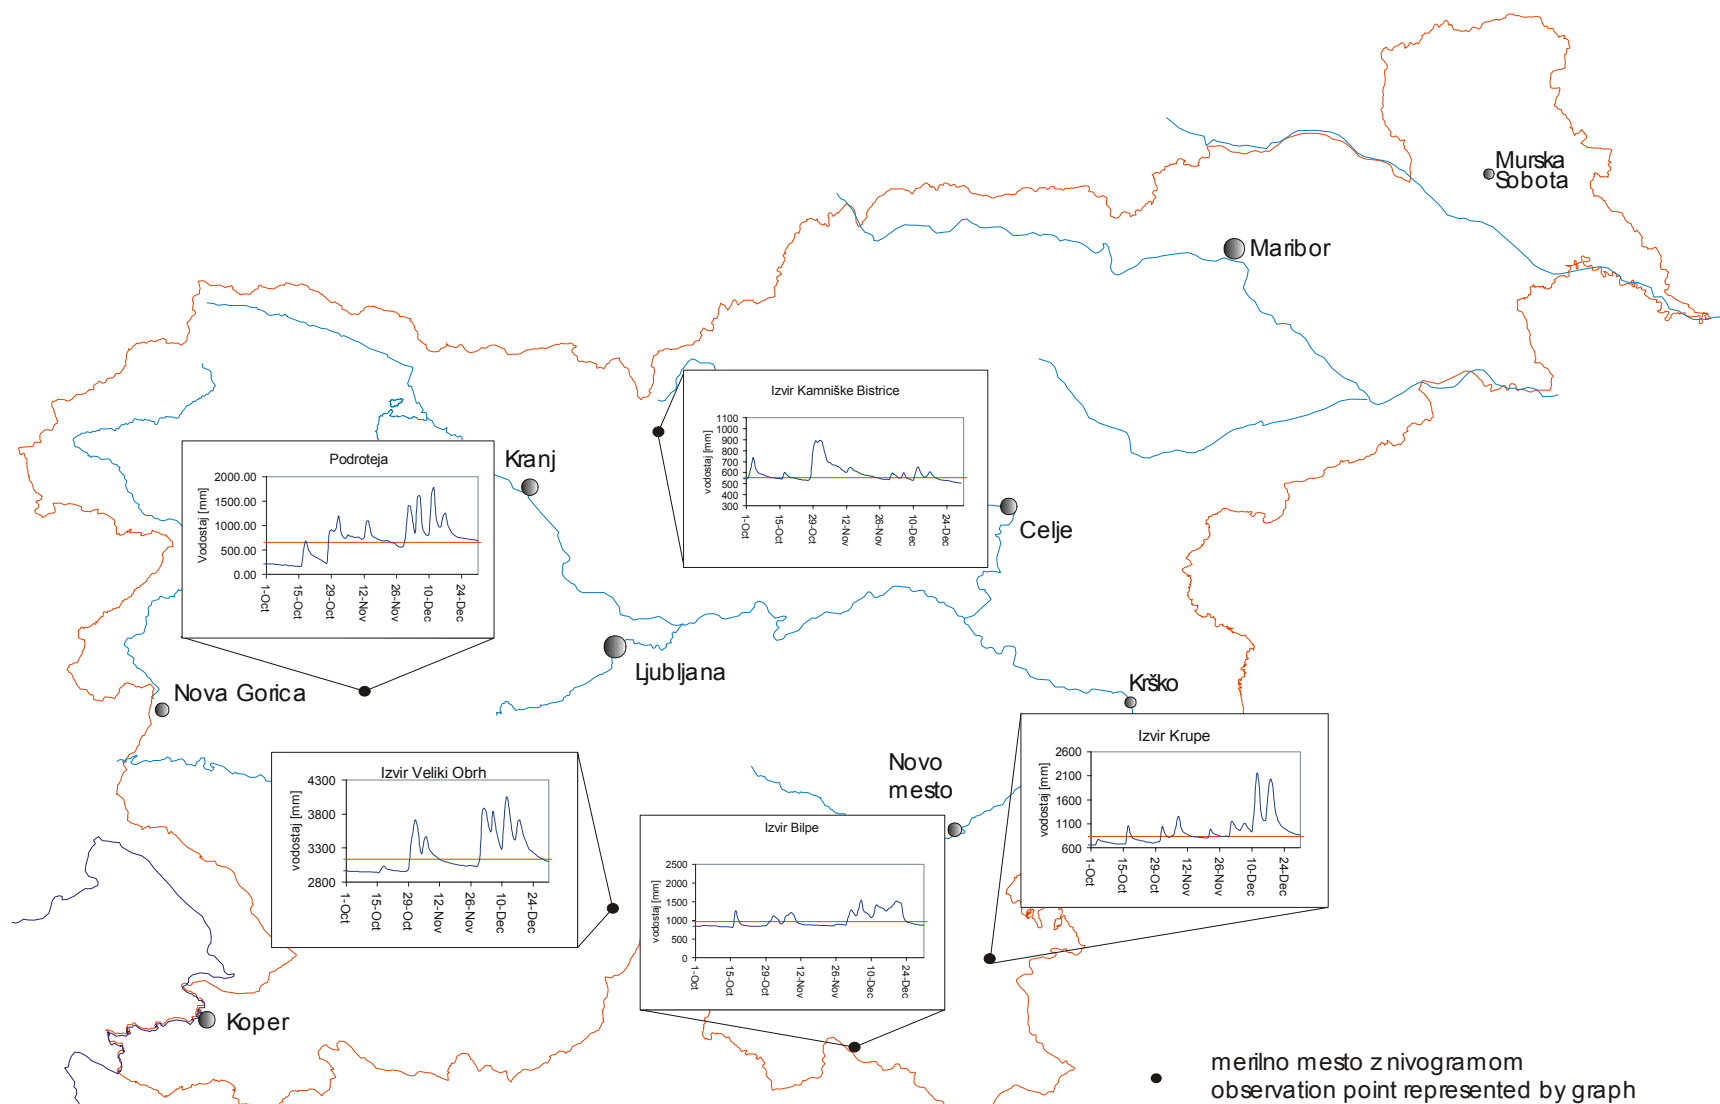 Murska
Sobota
Maribor
Izvir Kamniške Bistrice
vodostaj [mm]
1100
1000
900
800
700
600
500
400
300
1-Oct
15-Oct
29-Oct
12-Nov
26-Nov
10-Dec
24-Dec
Podroteja
Vodostaj [mm]
2000.00
1500.00
1000.00
500.00
0.00
1-Oct
15-Oct
29-Oct
12-Nov
26-Nov
10-Dec
24-Dec
Kranj
Celje
Ljubljana
Nova Gorica
Krško
Izvir Krupe
vodostaj [mm]
2600
2100
1600
1100
600
1-Oct
15-Oct
29-Oct
12-Nov
26-Nov
10-Dec
24-Dec
Izvir Veliki Obrh
vodostaj [mm]
4300
3800
3300
2800
1-Oct
15-Oct
29-Oct
12-Nov
26-Nov
10-Dec
24-Dec
Novo
mesto
Izvir Bilpe
vodostaj [mm]
2500
2000
1500
1000
500
0
1-Oct
15-Oct
29-Oct
12-Nov
26-Nov
10-Dec
24-Dec
Koper
merilno mesto z nivogramom
observation point represented by graph